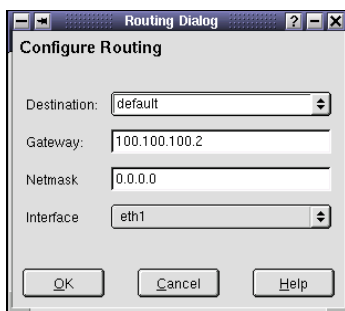 Routing Dialog
Configure Routing
Destination: default
Gateway: 100.100.100.2
Netmask 0.0.0.0
Interface eth1
OK Cancel Help